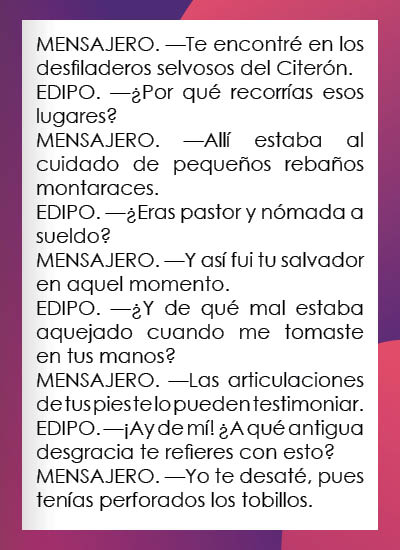 MENSAJERO. —Te encontré en los
desfiladeros selvosos del Citerón.
EDIPO. —¿Por qué recorrías esos
lugares?
MENSAJERO. —Allí estaba al
cuidado de pequeños rebaños
montaraces.
EDIPO. —¿Eras pastor y nómada a
sueldo?
MENSAJERO. —Y así fui tu salvador
en aquel momento.
EDIPO. —¿Y de qué mal estaba
aquejado cuando me tomaste
en tus manos?
MENSAJERO. —Las articulaciones
de tus pies te lo pueden testimoniar.
EDIPO. —¡Ay de mí! ¿A qué antigua
desgracia te refieres con esto?
MENSAJERO. —Yo te desaté, pues
tenías perforados los tobillos.